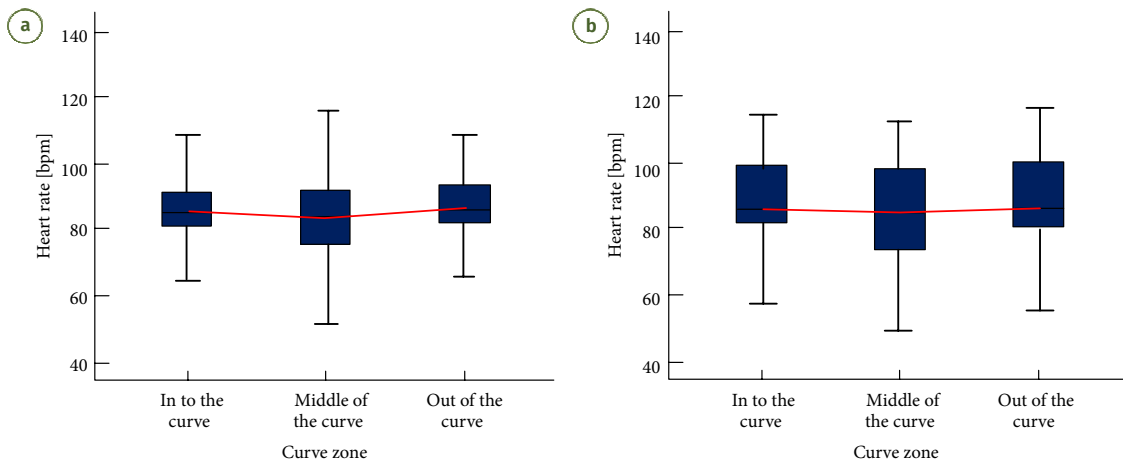 a
140
120
100
80
60
40
Heart rate [bpm]
In to the
curve
Middle of
the curve
Out of the
curve
Curve zone
b
140
120
100
80
60
40
Heart rate [bpm]
In to the
curve
Middle of
the curve
Out of the
curve
Curve zone